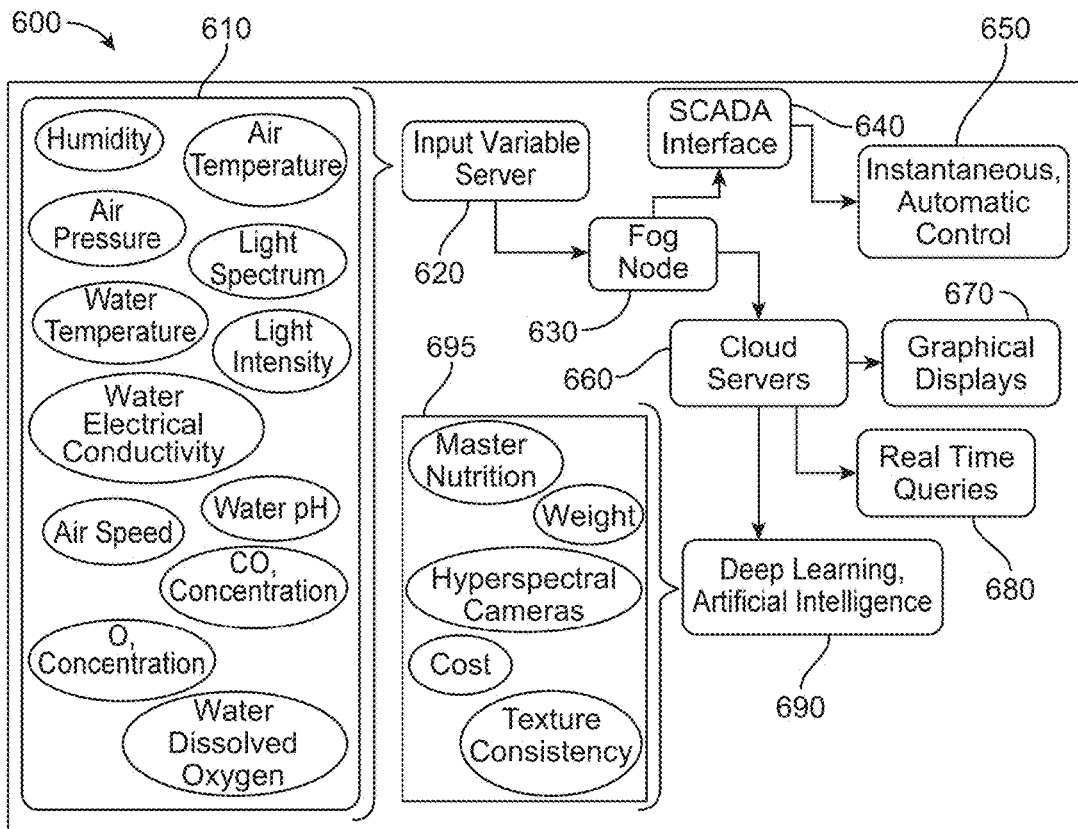 600
610
650
Humidity
Air
Temperature
Air
Pressure
Light
Spectrum
Water
Temperature
Light
Intensity
Water
Electrical
Conductivity
Water pH
Air Speed
CO,
Concentration
O,
Concentration
Water
Dissolved
Oxygen
Input Variable
Server
620
SCADA
Interface
640
Instantaneous,
Automatic
Control
Fog
Node
630
670
660
Cloud
Servers
Graphical
Displays
695
Master
Nutrition
Weight
Hyperspectral
Cameras
Cost
Texture
Consistency
Real Time
Queries
680
Deep Learning,
Artificial Intelligence
690